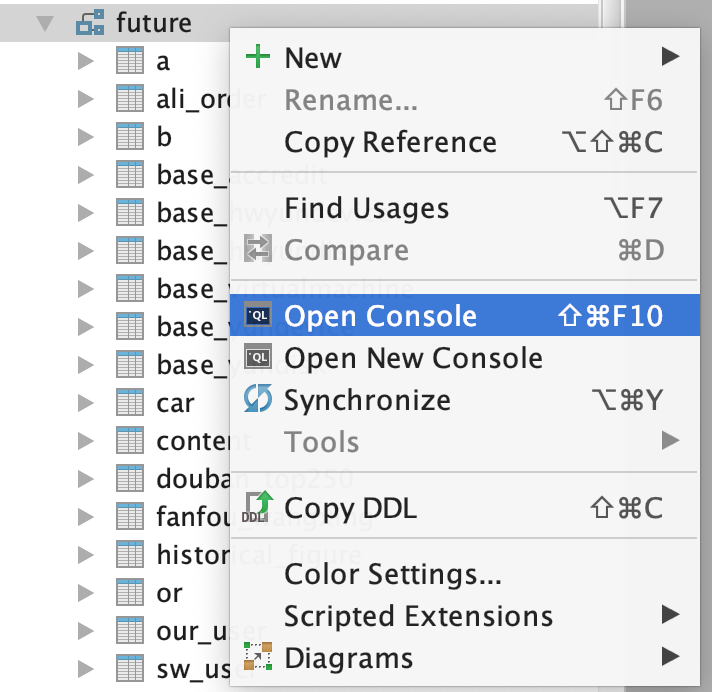 future
a
ali_order
b
base_accredit
base_
base_
base_virtualmachine
base_
base_
car
content
douban_top250
fanfou_
historical_figure
or
our_user
sw_user
New
Rename... ⇧F6
Copy Reference ⌥⇧⌘C
Find Usages ⌥F7
Compare ⌘D
QL Open Console ⇧⌘F10
QL Open New Console
Synchronize ⌥⌘Y
Tools
DDL Copy DDL ⇧⌘C
Color Settings...
Scripted Extensions
Diagrams